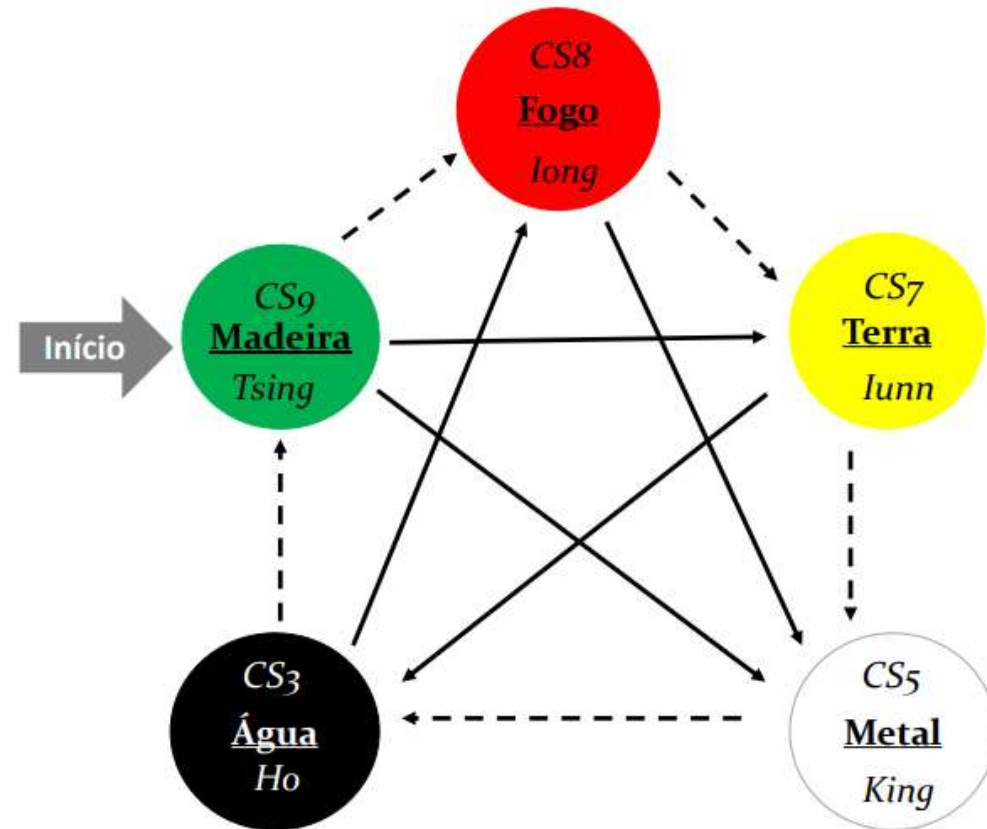 CS8
Fogo
Iong
Início
CS9
Madeira
Tsing
CS7
Terra
Iunn
CS3
Água
Ho
CS5
Metal
King